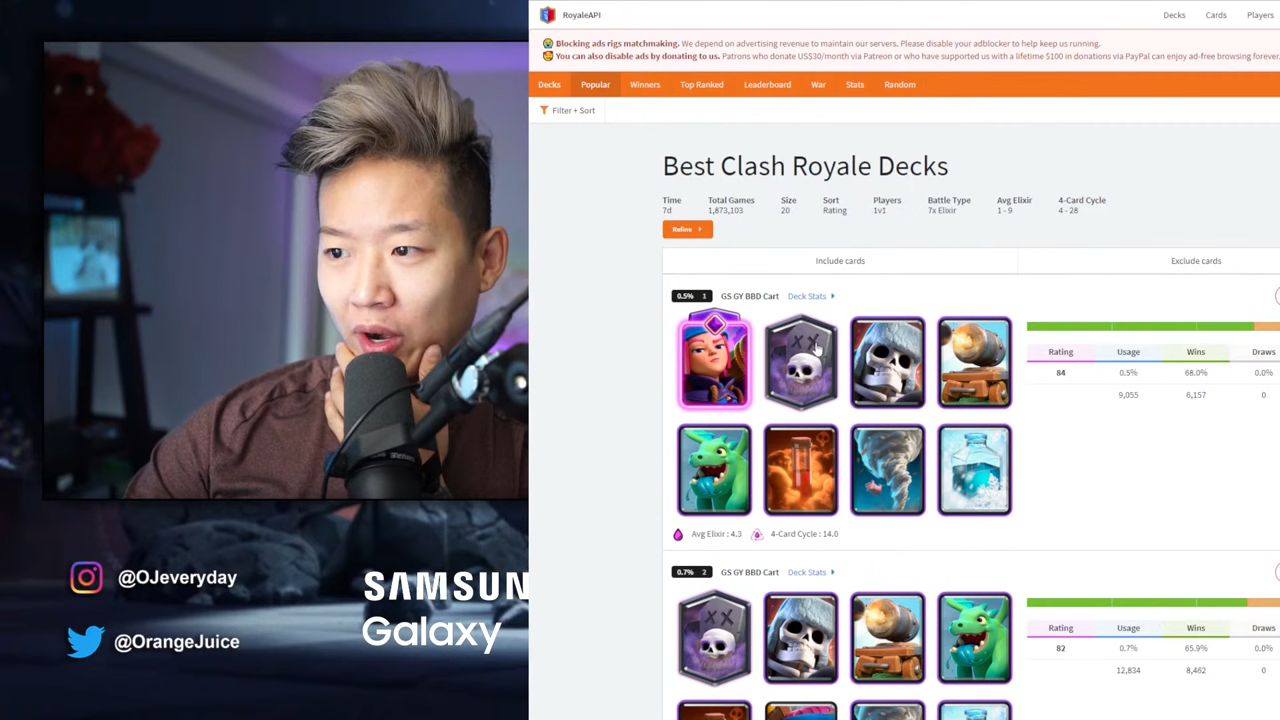 RoyaleAPI
Decks Cards Players
Blocking ads rigs matchmaking. We depend on advertising revenue to maintain our servers. Please disable your adblocker to help keep us running.
You can also disable ads by donating to us. Patrons who donate US$30/month via Patreon or who have supported us with a lifetime $100 in donations via PayPal can enjoy ad-free browsing forever.
Decks Popular Winners Top Ranked Leaderboard War Stats Random
Filter + Sort
Best Clash Royale Decks
Time Total Games Size Sort Players Battle Type Avg Elixir 4-Card Cycle
7d 1,873,103 20 Rating 1v1 7x Elixir 1 - 9 4 - 28
Refine
Include cards Exclude cards
0.5% 1 GS GY BBD Cart Deck Stats
Rating Usage Wins Draws
84 0.5% 68.0% 0.0%
9,055 6,157 0
Avg Elixir : 4.3 4-Card Cycle : 14.0
0.7% 2 GS GY BBD Cart Deck Stats
Rating Usage Wins Draws
82 0.7% 65.9% 0.0%
12,834 8,462 0
@OJeveryday
@OrangeJuice
SAMSUN
Galaxy